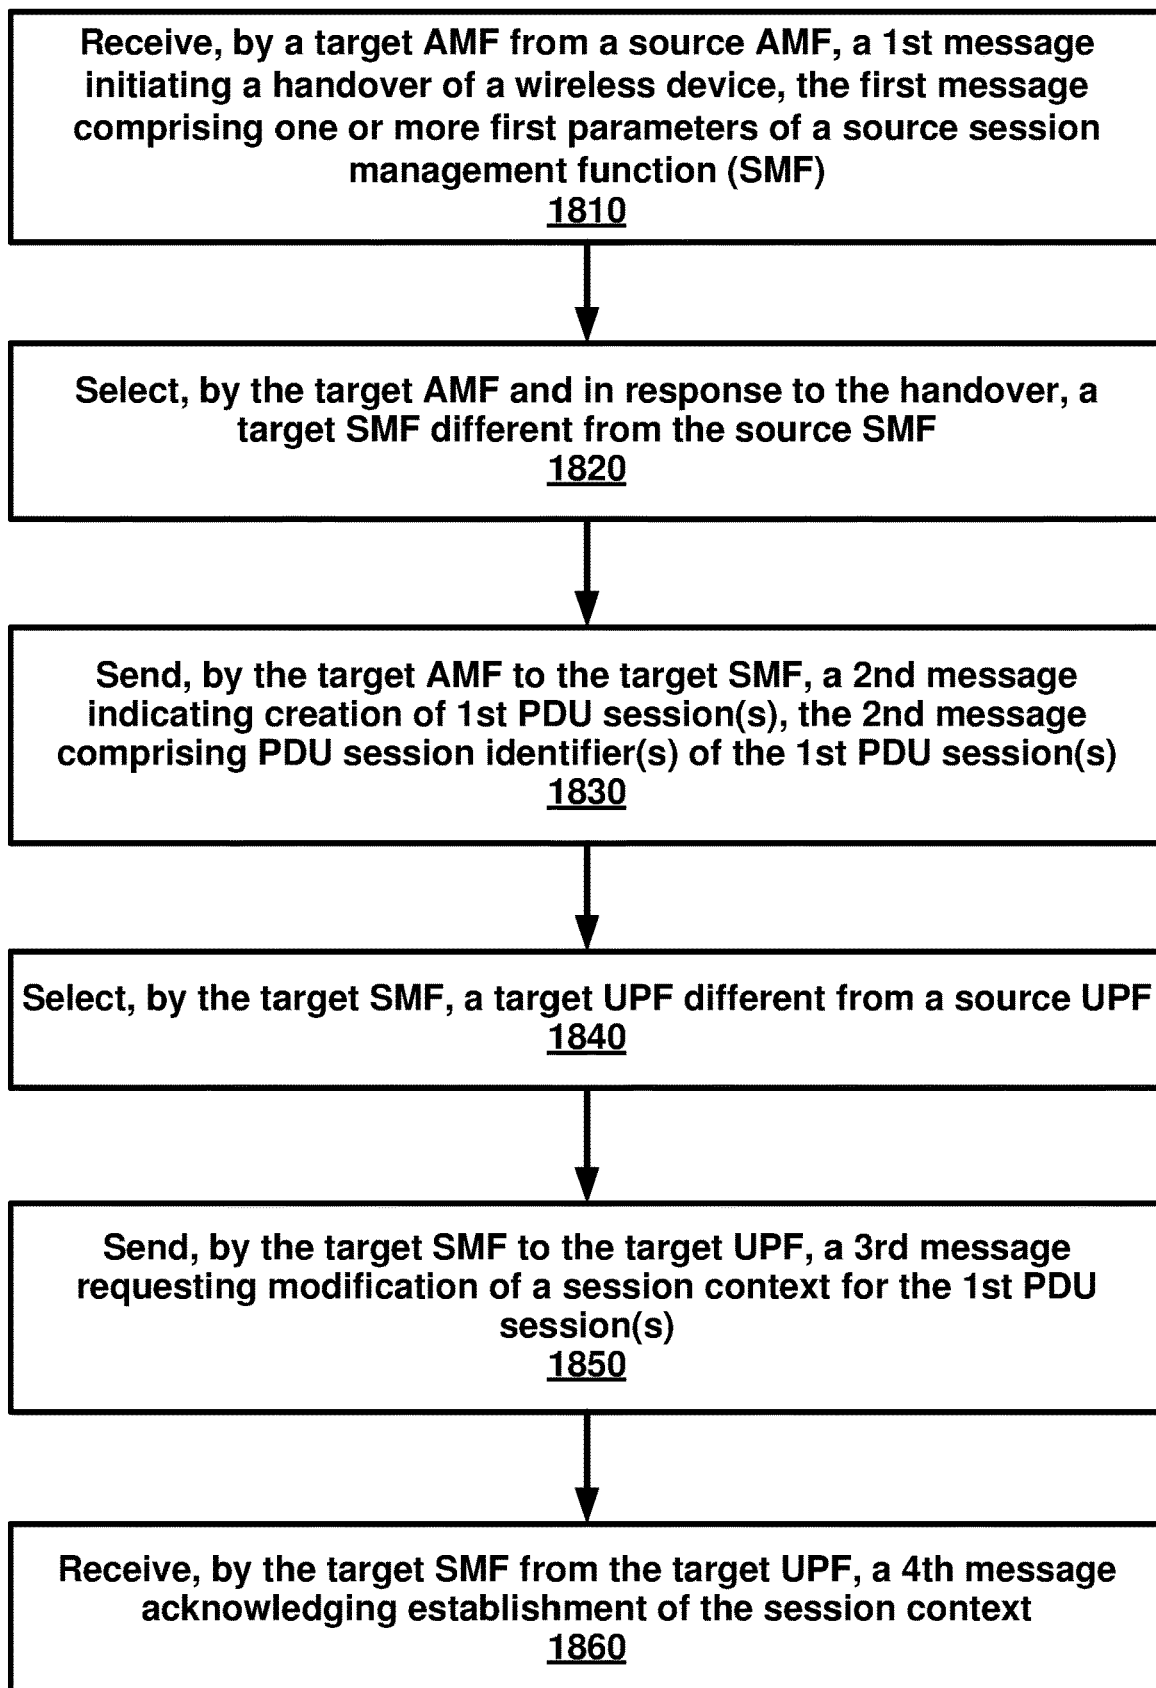 Receive, by a target AMF from a source AMF, a 1st message
initiating a handover of a wireless device, the first message
comprising one or more first parameters of a source session
management function (SMF)
1810
Select, by the target AMF and in response to the handover, a
target SMF different from the source SMF
1820
Send, by the target AMF to the target SMF, a 2nd message
indicating creation of 1st PDU session(s), the 2nd message
comprising PDU session identifier(s) of the 1st PDU session(s)
1830
Select, by the target SMF, a target UPF different from a source UPF
1840
Send, by the target SMF to the target UPF, a 3rd message
requesting modification of a session context for the 1st PDU
session(s)
1850
Receive, by the target SMF from the target UPF, a 4th message
acknowledging establishment of the session context
1860